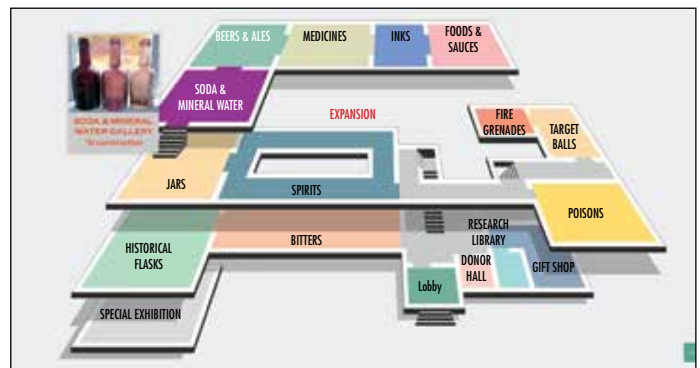 BEERS & ALES
MEDICINES
INKS
FOODS &
SAUCES
SODA &
MINERAL WATER
SODA & MINERAL
WATER GALLERY
EXPANSION
FIRE
GRENADES
TARGET
BALLS
JARS
SPIRITS
POISONS
HISTORICAL
FLASKS
BITTERS
RESEARCH
LIBRARY
DONOR
HALL
GIFT SHOP
Lobby
SPECIAL EXHIBITION